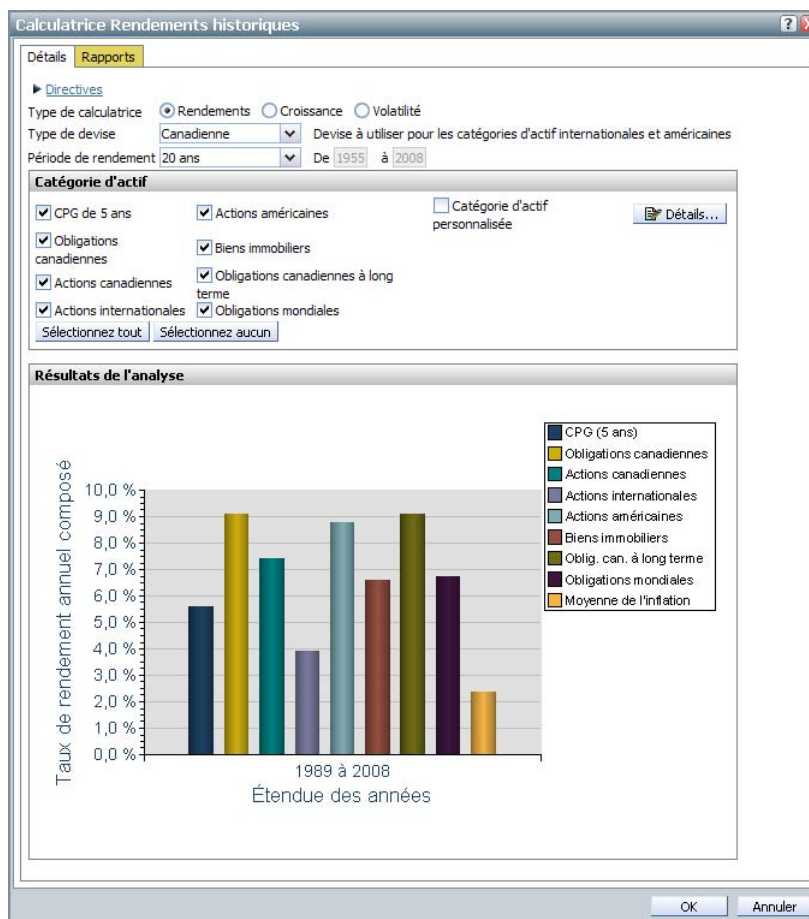 Calculatrice Rendements historiques
Détails Rapports
Directives
Type de calculatrice Rendements Croissance Volatilité
Type de devise Canadienne Devise à utiliser pour les catégories d'actif internationales et américaines
Période de rendement 20 ans De 1955 à 2008
Catégorie d'actif
CPG de 5 ans
Obligations
canadiennes
Actions canadiennes
Actions internationales
Actions américaines
Biens immobiliers
Obligations canadiennes à long
terme
Obligations mondiales
Catégorie d'actif
personnalisée
Détails...
Sélectionnez tout Sélectionnez aucun
Résultats de l'analyse
Taux de rendement annuel composé
10,0 %
9,0 %
8,0 %
7,0 %
6,0 %
5,0 %
4,0 %
3,0 %
2,0 %
1,0 %
0,0 %
1989 à 2008
Étendue des années
CPG (5 ans)
Obligations canadiennes
Actions canadiennes
Actions internationales
Actions américaines
Biens immobiliers
Oblig. can. à long terme
Obligations mondiales
Moyenne de l'inflation
OK Annuler